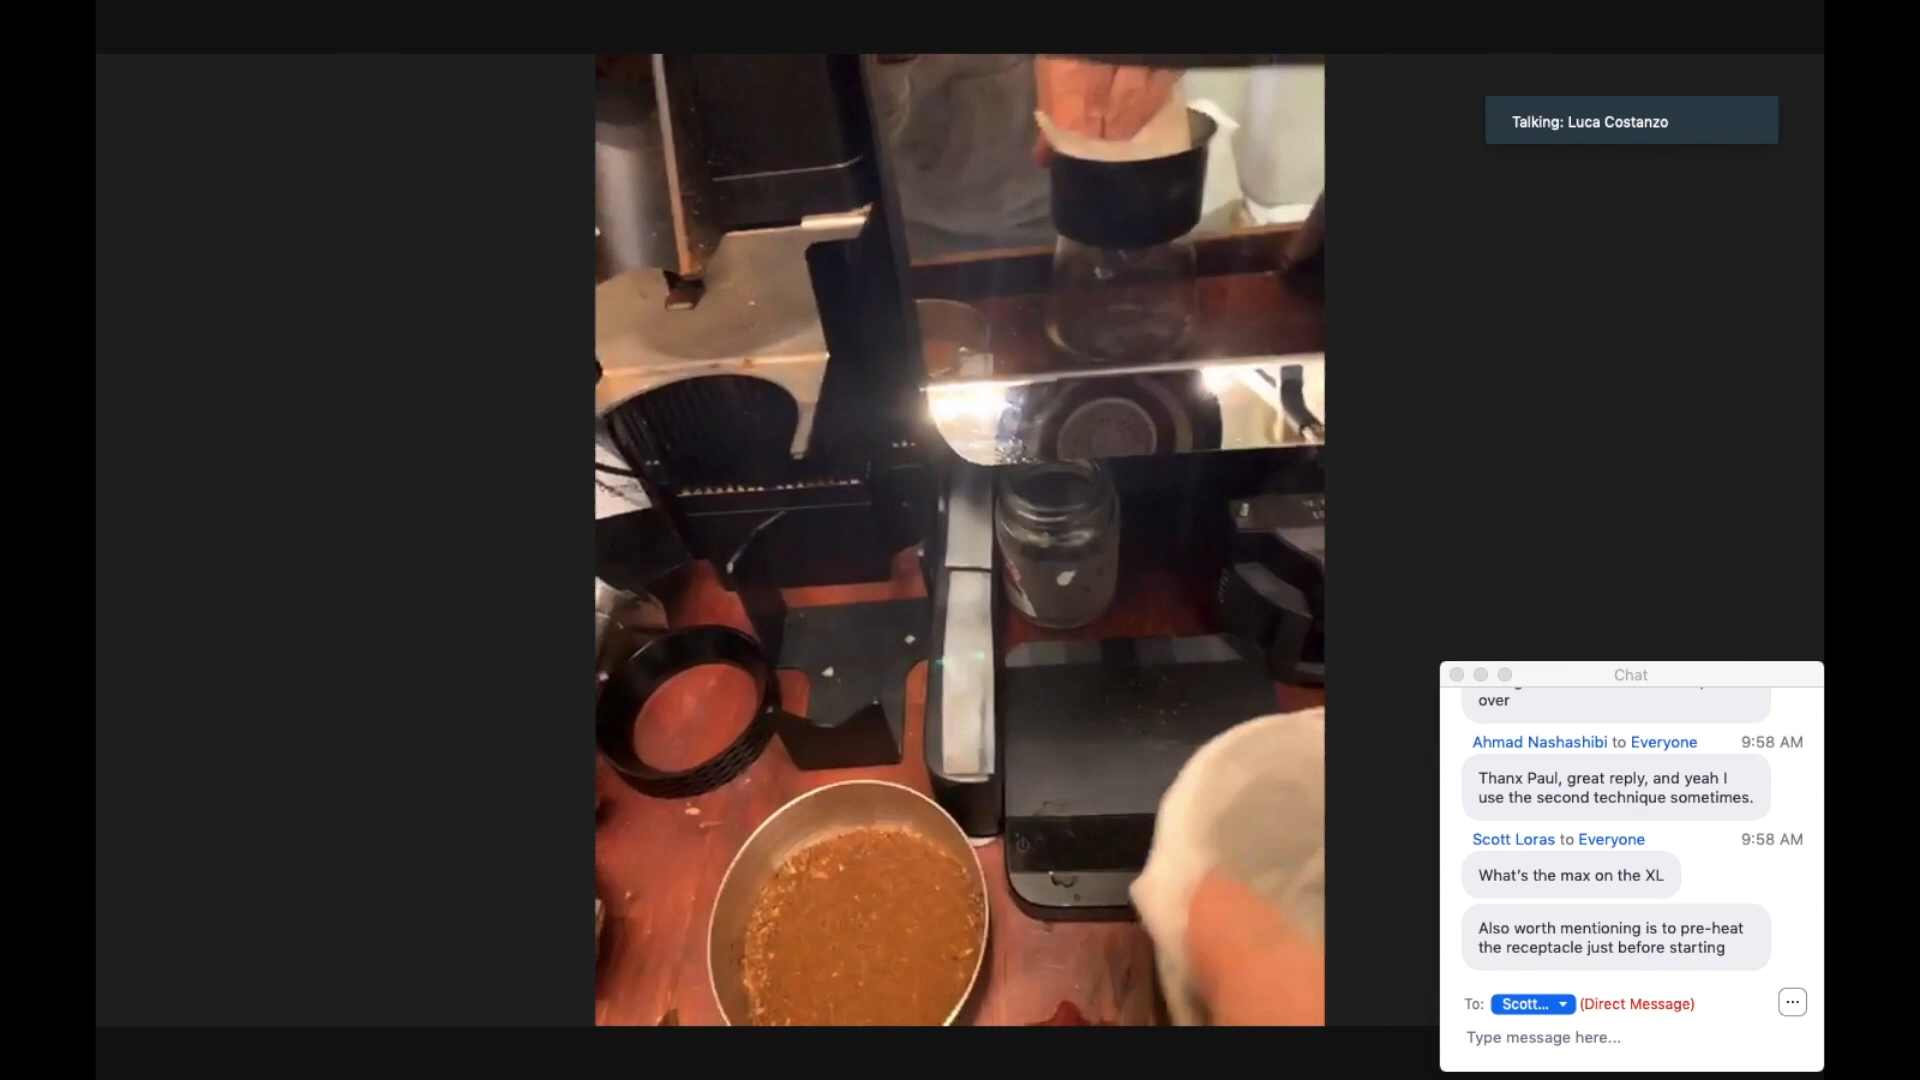 Talking: Luca Costanzo
Chat
over
Ahmad Nashashibi to Everyone 9:58 AM
Thanx Paul, great reply, and yeah I
use the second technique sometimes.
Scott Loras to Everyone 9:58 AM
What's the max on the XL
Also worth mentioning is to pre-heat
the receptacle just before starting
To: Scott... (Direct Message)
Type message here...